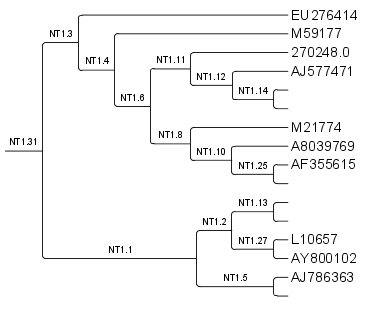 EU276414
NT1.3
M59177
270248.0
NT1.11
NT1.4
AJ577471
NT1.12
NT1.14
NT1.6
M21774
NT1.8
NT1.31
A8039769
NT1.10
AF355615
NT1.25
NT1.13
NT1.2
L10657
NT1.27
NT1.1
AY800102
AJ786363
NT1.5